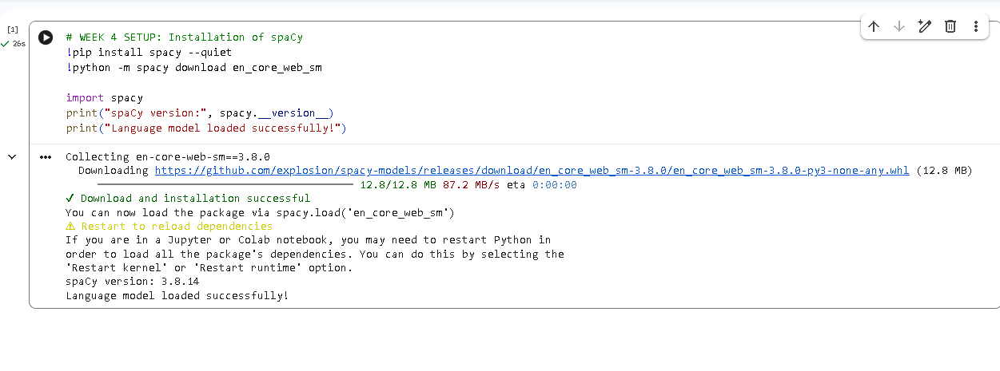 [1]
26s
# WEEK 4 SETUP: Installation of spaCy
!pip install spacy --quiet
!python -m spacy download en_core_web_sm
import spacy
print("spaCy version:", spacy.__version__)
print("Language model loaded successfully!")
Collecting en-core-web-sm==3.8.0
Downloading https://github.com/explosion/spacy-models/releases/download/en_core_web_sm-3.8.0/en_core_web_sm-3.8.0-py3-none-any.whl (12.8 MB)
12.8/12.8 MB 87.2 MB/s eta 0:00:00
✔ Download and installation successful
You can now load the package via spacy.load('en_core_web_sm')
⚠ Restart to reload dependencies
If you are in a Jupyter or Colab notebook, you may need to restart Python in
order to load all the package's dependencies. You can do this by selecting the
'Restart kernel' or 'Restart runtime' option.
spaCy version: 3.8.14
Language model loaded successfully!